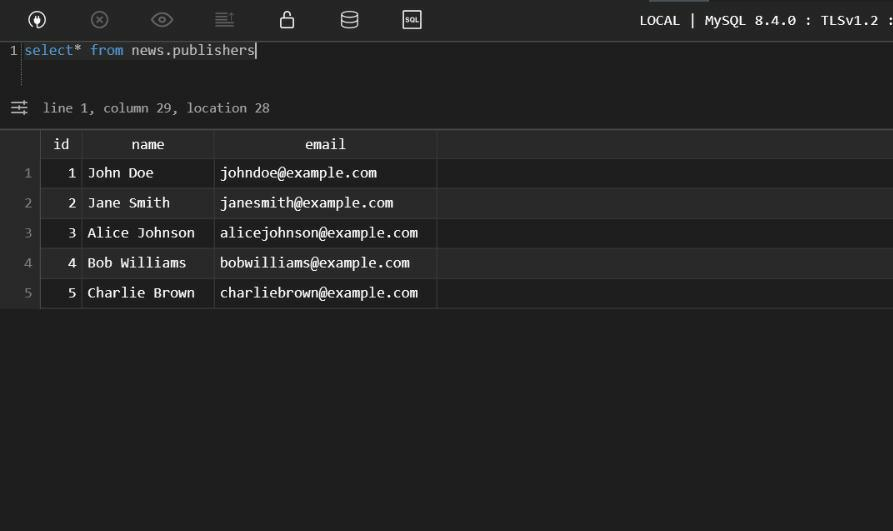 SQL LOCAL | MySQL 8.4.0 : TLSv1.2 :
1 select* from news.publishers
line 1, column 29, location 28
id name email
1 1 John Doe johndoe@example.com
2 2 Jane Smith janesmith@example.com
3 3 Alice Johnson alicejohnson@example.com
4 4 Bob Williams bobwilliams@example.com
5 5 Charlie Brown charliebrown@example.com